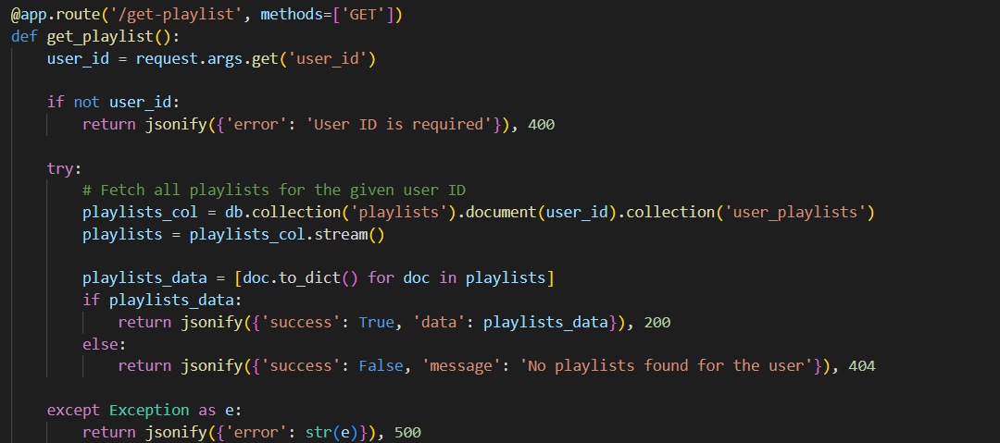 @app.route('/get-playlist', methods=['GET'])
def get_playlist():
    user_id = request.args.get('user_id')

    if not user_id:
        return jsonify({'error': 'User ID is required'}), 400

    try:
        # Fetch all playlists for the given user ID
        playlists_col = db.collection('playlists').document(user_id).collection('user_playlists')
        playlists = playlists_col.stream()

        playlists_data = [doc.to_dict() for doc in playlists]
        if playlists_data:
            return jsonify({'success': True, 'data': playlists_data}), 200
        else:
            return jsonify({'success': False, 'message': 'No playlists found for the user'}), 404

    except Exception as e:
        return jsonify({'error': str(e)}), 500